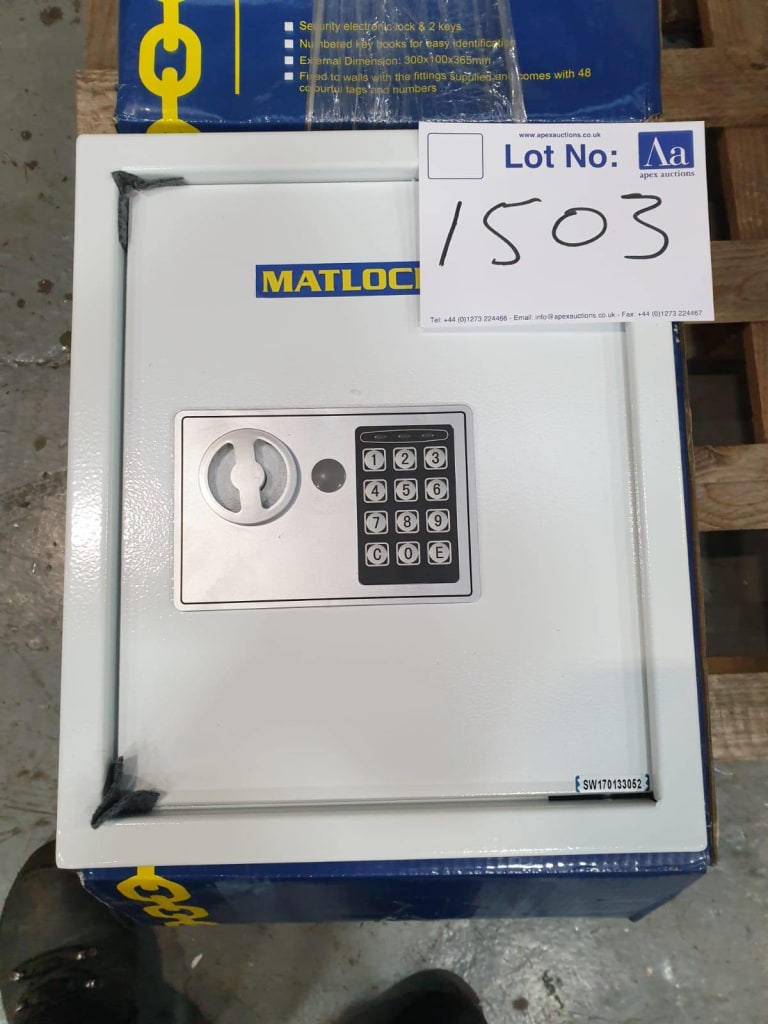 Security electronic lock & 2 keys
Numbered key hooks for easy identification
External Dimension: 300x100x365mm
Fixed to walls with the fittings supplied and comes with 48
colourful tags and numbers
www.apexauctions.co.uk
Lot No:
Aa
apex auctions
1503
Tel: +44 (0)1273 224466 - Email: info@apexauctions.co.uk - Fax: +44 (0)1273 224467
MATLOC
1 2 3
4 5 6
7 8 9
C 0 E
SW170133052